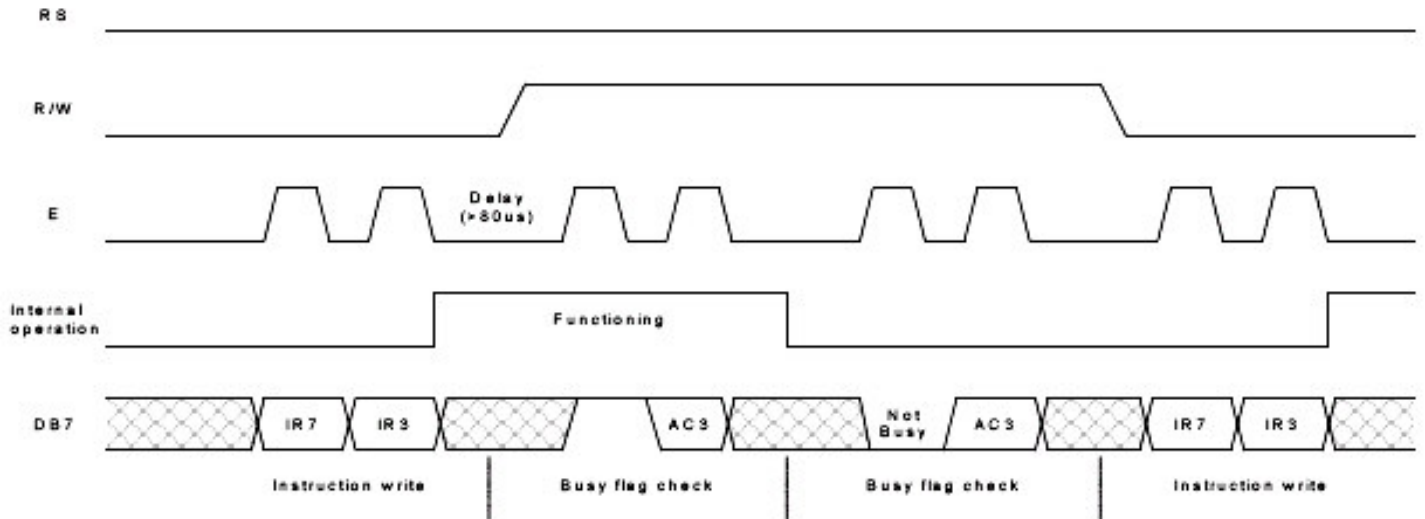 RS
R/W
E
Delay
(>80us)
Internal
operation
Functioning
DB7
IR7
IR3
AC3
Not
Busy
AC3
IR7
IR3
Instruction write
Busy flag check
Busy flag check
Instruction write